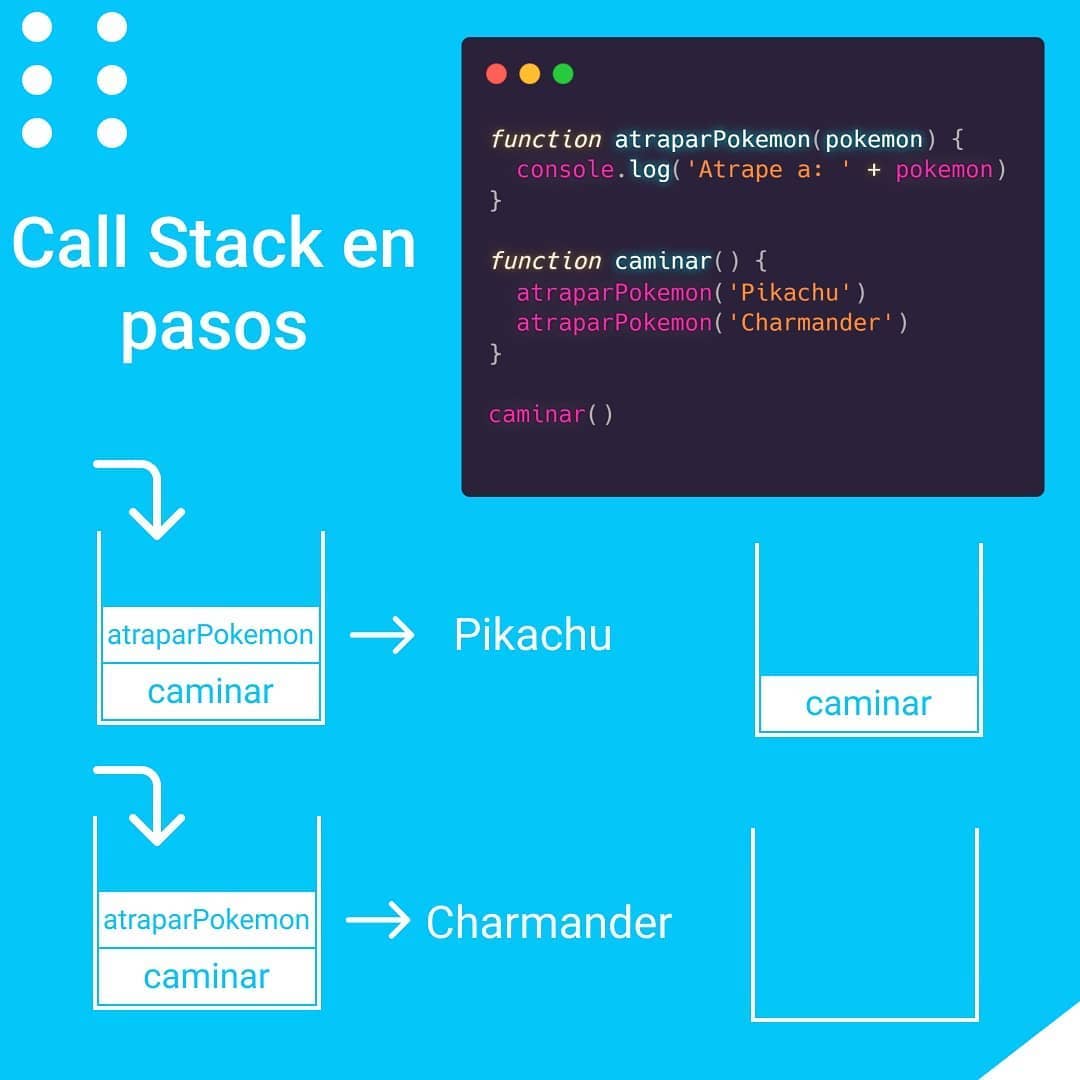 Call Stack en
pasos
function atraparPokemon(pokemon) {
  console.log('Atrape a: ' + pokemon)
}
function caminar() {
  atraparPokemon('Pikachu')
  atraparPokemon('Charmander')
}
caminar()
atraparPokemon
caminar
Pikachu
caminar
atraparPokemon
caminar
Charmander